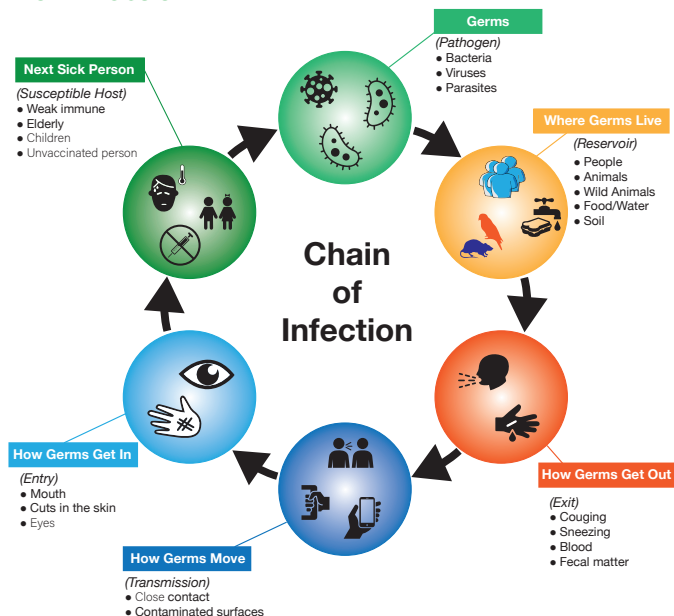 Germs
(Pathogen)
● Bacteria
● Viruses
● Parasites
Where Germs Live
(Reservoir)
● People
● Animals
● Wild Animals
● Food/Water
● Soil
How Germs Get Out
(Exit)
● Couging
● Sneezing
● Blood
● Fecal matter
How Germs Move
(Transmission)
● Close contact
● Contaminated surfaces
How Germs Get In
(Entry)
● Mouth
● Cuts in the skin
● Eyes
Next Sick Person
(Susceptible Host)
● Weak immune
● Elderly
● Children
● Unvaccinated person
Chain
of
Infection